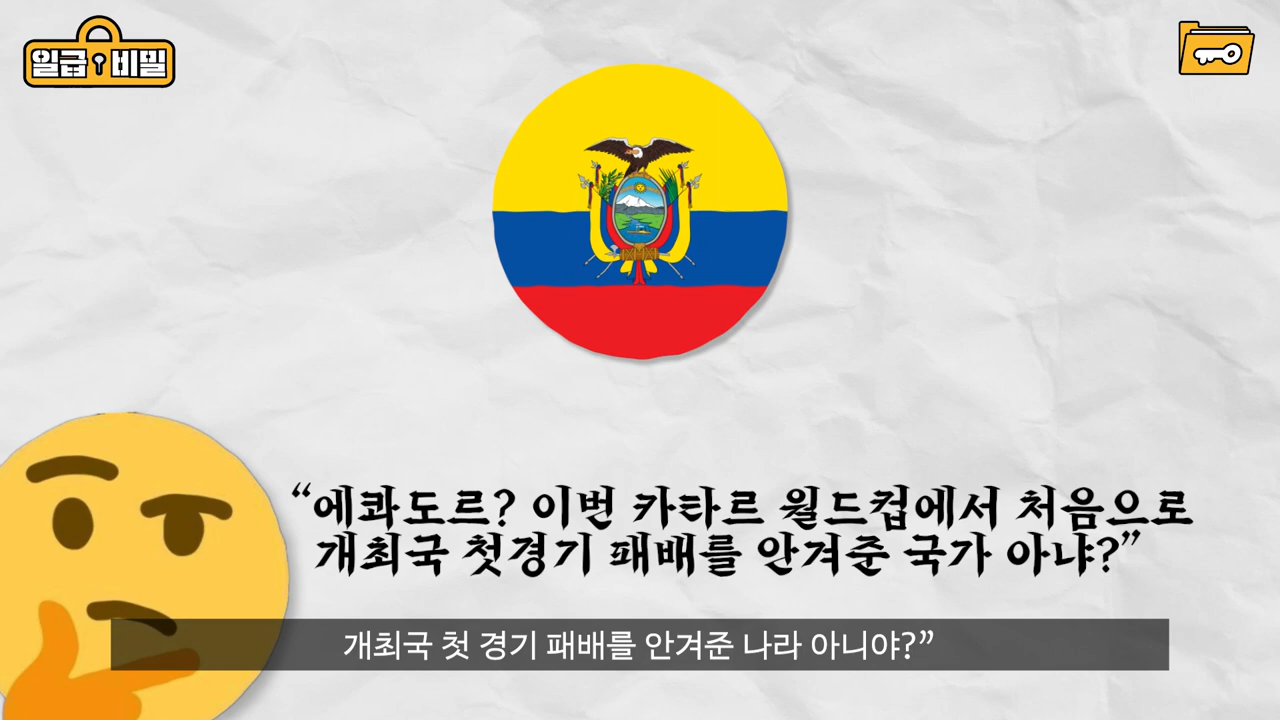 일급비밀
“에콰도르? 이번 카타르 월드컵에서 처음으로
개최국 첫경기 패배를 안겨준 국가 아냐?”
개최국 첫 경기 패배를 안겨준 나라 아니야?”